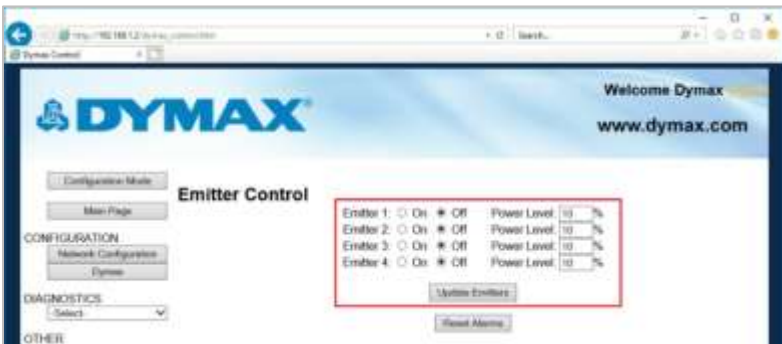 Search...
Dymax Control
DYMAX
Welcome Dymax
www.dymax.com
Configuration Mode
Main Page
CONFIGURATION
Network Configuration
Dymax
DIAGNOSTICS
-Select-
OTHER
Emitter Control
Emitter 1: On Off Power Level: 10 %
Emitter 2: On Off Power Level: 10 %
Emitter 3: On Off Power Level: 10 %
Emitter 4: On Off Power Level: 10 %
Update Emitters
Reset Alarms